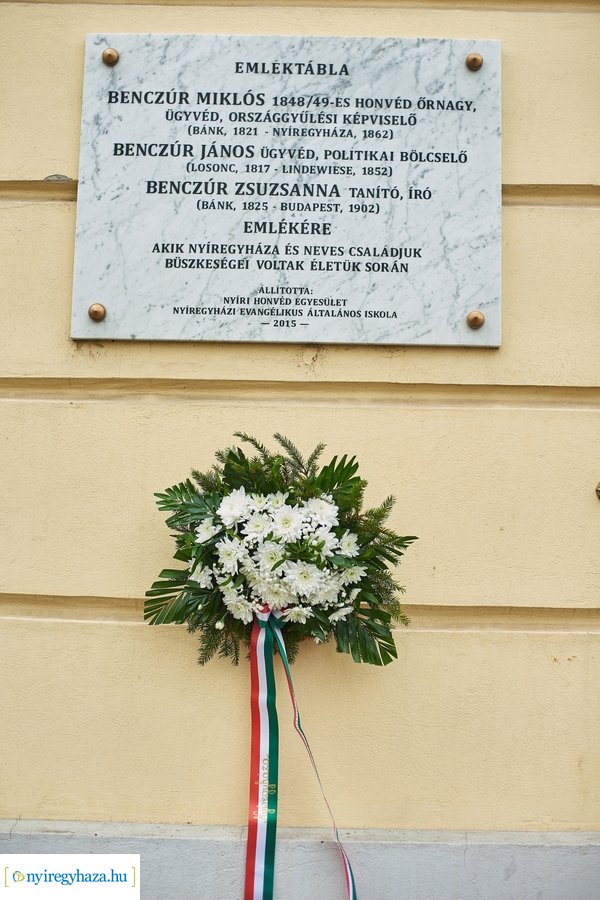 EMLÉKTÁBLA
BENCZÚR MIKLÓS 1848/49-ES HONVÉD ŐRNAGY,
ÜGYVÉD, ORSZÁGGYŰLÉSI KÉPVISELŐ
(BÁNK, 1821 - NYÍREGYHÁZA, 1862)
BENCZÚR JÁNOS ÜGYVÉD, POLITIKAI BÖLCSELŐ
(LOSONC, 1817 - LINDEWIESE, 1852)
BENCZÚR ZSUZSANNA TANÍTÓ, ÍRÓ
(BÁNK, 1825 - BUDAPEST, 1902)
EMLÉKÉRE
AKIK NYÍREGYHÁZA ÉS NEVES CSALÁDJUK
BÜSZKESÉGEI VOLTAK ÉLETÜK SORÁN
ÁLLÍTOTTA:
NYÍRI HONVÉD EGYESÜLET
NYÍREGYHÁZI EVANGÉLIKUS ÁLTALÁNOS ISKOLA
— 2015 —
nyiregyhaza.hu